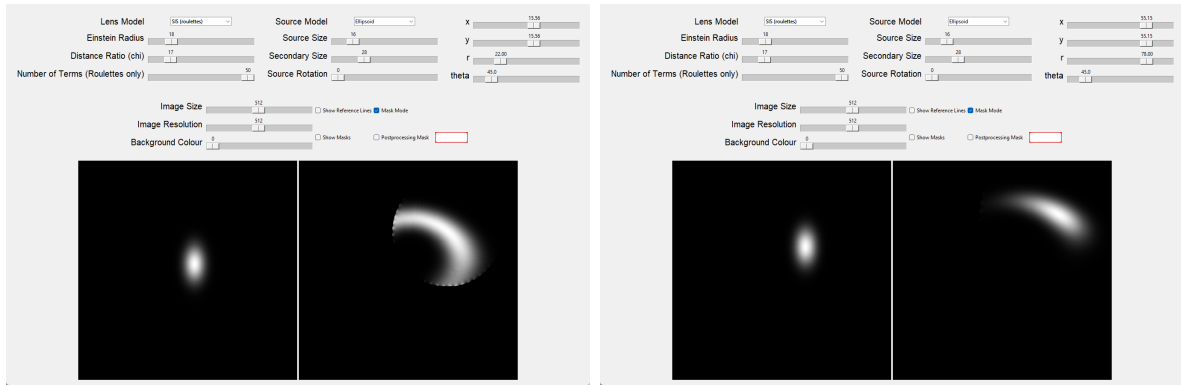 Lens Model SIS (roulettes) Source Model Ellipsoid x 15.56
Einstein Radius 18 Source Size 16 y 15.56
Distance Ratio (chi) 17 Secondary Size 28 r 22.00
Number of Terms (Roulettes only) 50 Source Rotation 0 theta 45.0
Image Size 512 Show Reference Lines Mask Mode
Image Resolution 512
Show Masks Postprocessing Mask
Background Colour 0
Lens Model SIS (roulettes) Source Model Ellipsoid x 55.15
Einstein Radius 18 Source Size 16 y 55.15
Distance Ratio (chi) 17 Secondary Size 28 r 78.00
Number of Terms (Roulettes only) 50 Source Rotation 0 theta 45.0
Image Size 512 Show Reference Lines Mask Mode
Image Resolution 512
Show Masks Postprocessing Mask
Background Colour 0